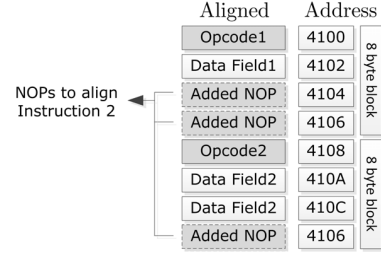 Aligned Address
Opcode1 4100
Data Field1 4102
Added NOP 4104
Added NOP 4106
Opcode2 4108
Data Field2 410A
Data Field2 410C
Added NOP 4106
NOPs to align
Instruction 2
8 byte block
8 byte block